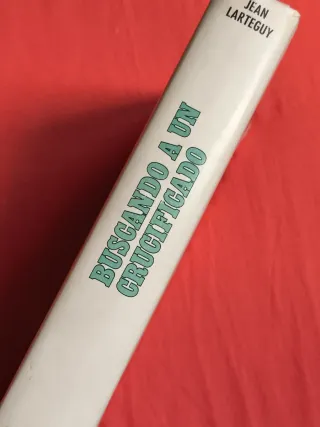 JEAN
LARTEGUY
BUSCANDO A UN
CRUCIFICADO